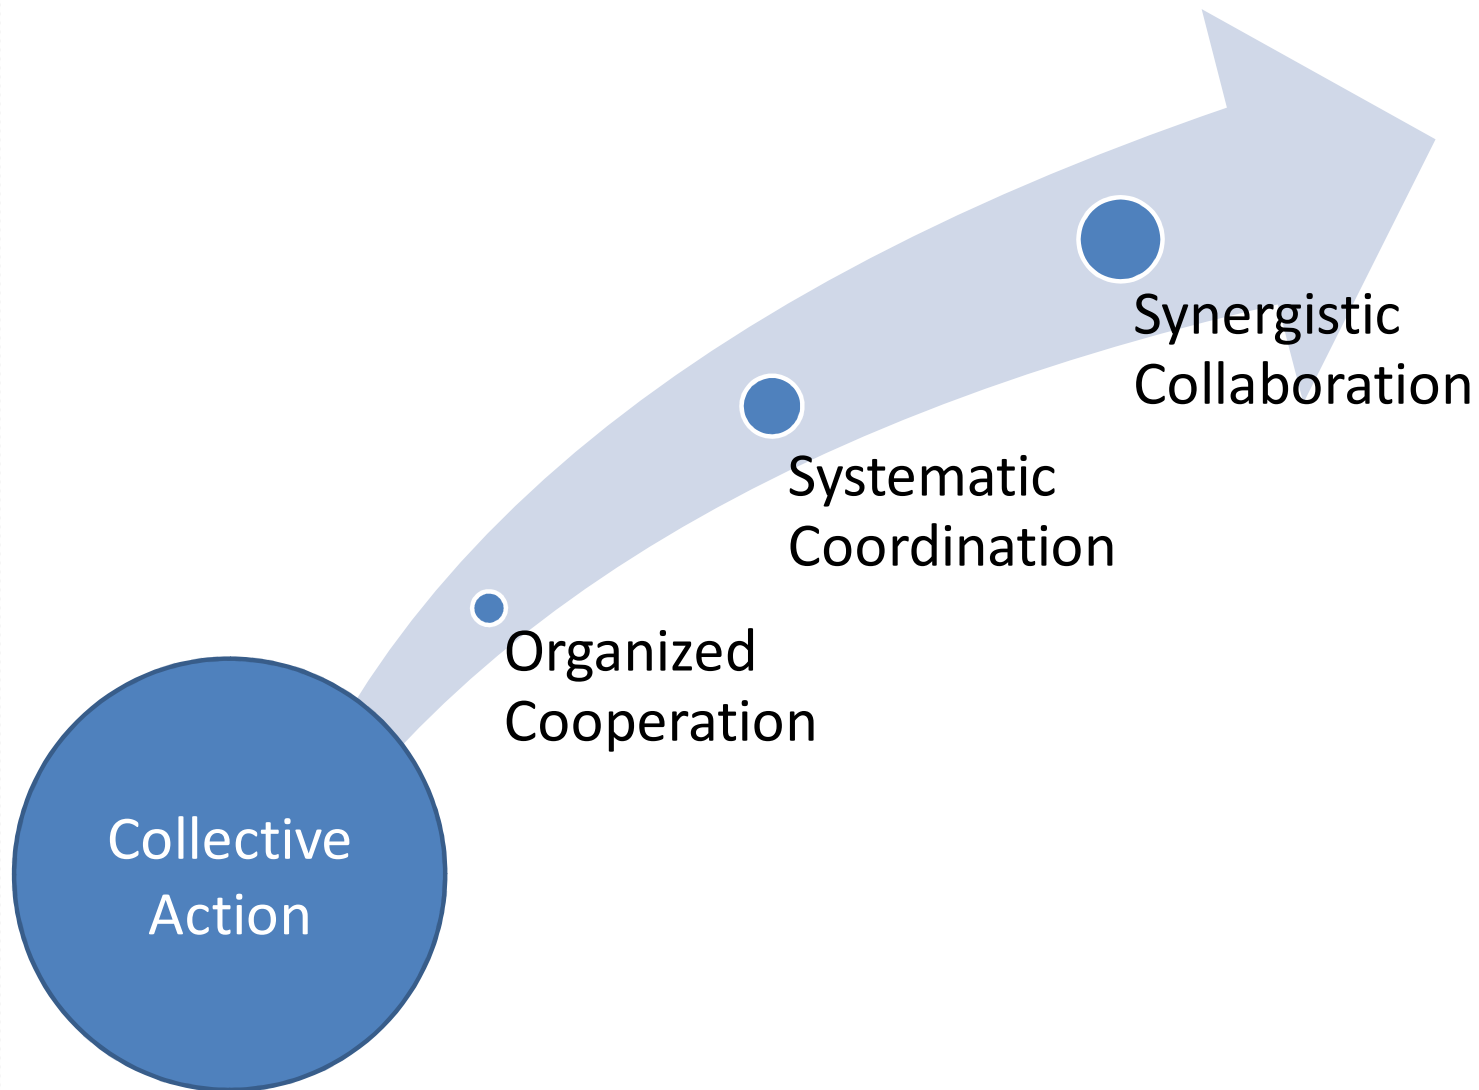 Synergistic
Collaboration
Systematic
Coordination
Organized
Cooperation
Collective
Action